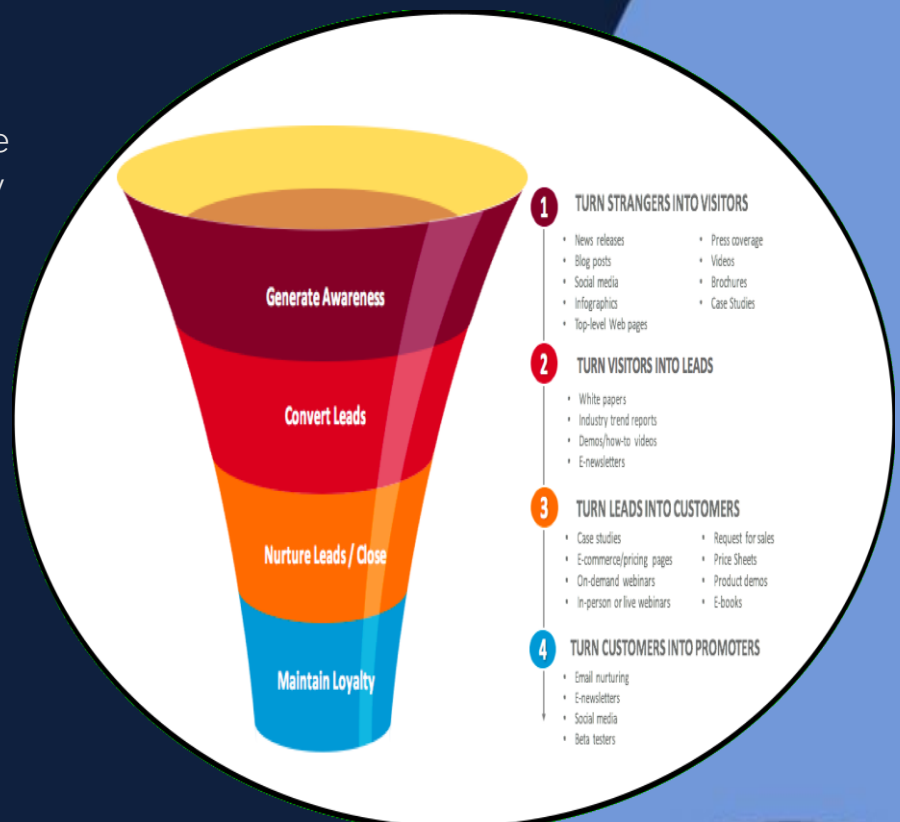 Generate Awareness
Convert Leads
Nurture Leads / Close
Maintain Loyalty
1 TURN STRANGERS INTO VISITORS
• News releases
• Blog posts
• Social media
• Infographics
• Top-level Web pages
• Press coverage
• Videos
• Brochures
• Case Studies
2 TURN VISITORS INTO LEADS
• White papers
• Industry trend reports
• Demos/how-to videos
• E-newsletters
3 TURN LEADS INTO CUSTOMERS
• Case studies
• E-commerce/pricing pages
• On-demand webinars
• In-person or live webinars
• Request for sales
• Price Sheets
• Product demos
• E-books
4 TURN CUSTOMERS INTO PROMOTERS
• Email nurturing
• E-newsletters
• Social media
• Beta testers